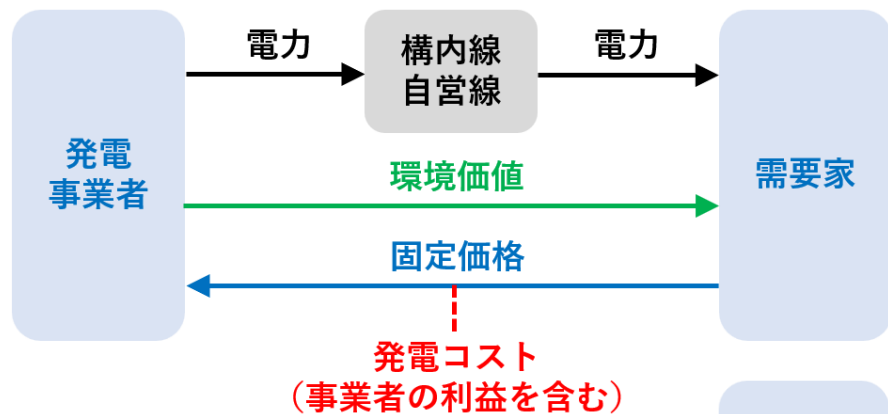 電力
構内線
自営線
電力
発電
事業者
環境価値
需要家
固定価格
発電コスト
（事業者の利益を含む）